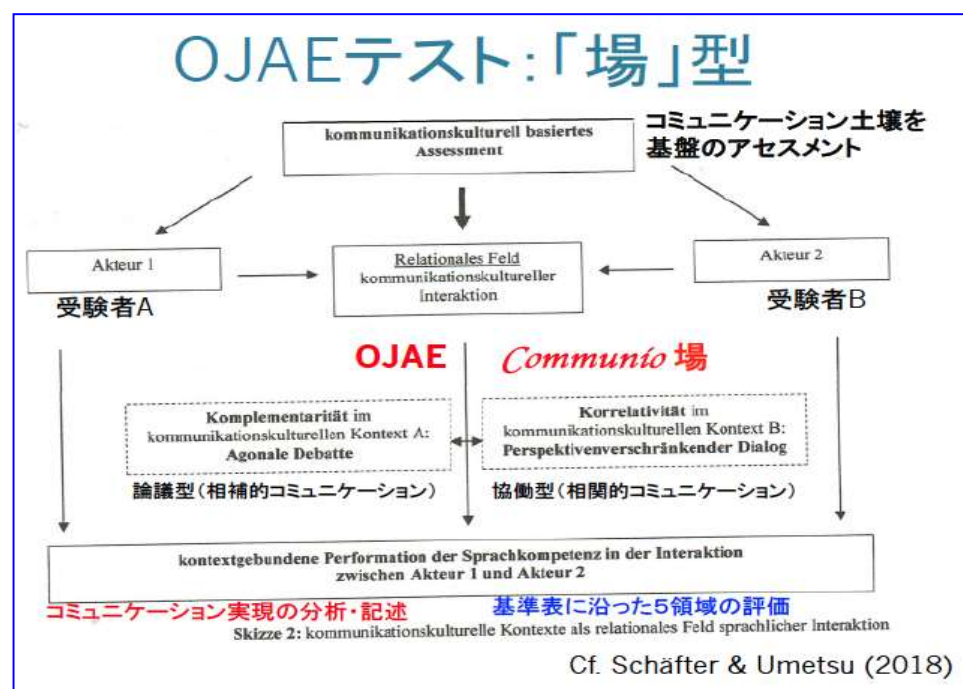 OJAEテスト:「場」型
kommunikationskulturell basiertes
Assessment
コミュニケーション土壌を
基盤のアセスメント
Akteur 1
受験者A
Relationales Feld
kommunikationskultureller
Interaktion
Akteur 2
受験者B
OJAE Communio 場
Komplementarität im
kommunikationskulturellen Kontext A:
Agonale Debatte
Korrelativität im
kommunikationskulturellen Kontext B:
Perspektivenverschränkender Dialog
論議型(相補的コミュニケーション)
協働型(相関的コミュニケーション)
kontextgebundene Performation der Sprachkompetenz in der Interaktion
zwischen Akteur 1 und Akteur 2
コミュニケーション実現の分析・記述
基準表に沿った5領域の評価
Skizze 2: kommunikationskulturelle Kontexte als relationales Feld sprachlicher Interaktion
Cf. Schäfter & Umetsu (2018)